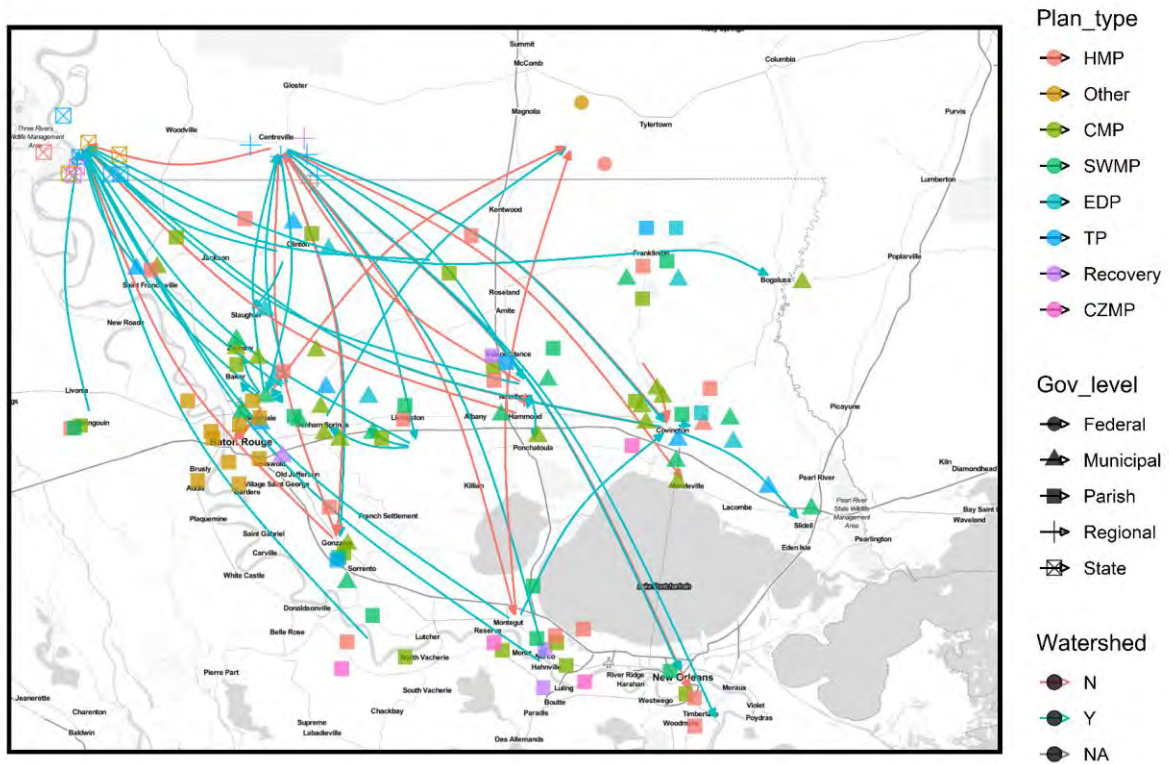 Summit
McComb
Columbia
Gloster
Magnolia
Tylertown
Purvis
Three Rivers
Wildlife Management
Area
Woodville
Centreville
Lumberton
Kentwood
Clinton
Jackson
Franklinton
Poplarville
Bogalusa
Saint Francisville
Roseland
Amite
New Roads
Slaughter
Independence
Zachary
Baker
Livonia
Picayune
Albany
Hammond
Livingston
Denham Springs
Covington
Baton Rouge
Ponchatoula
Kiln
Diamondhead
Brusly
Old Jefferson
Addis
Village Saint George
Gardere
Killian
Mandeville
Pearl River
Lacombe
Pearl River
State Wildlife
Management
Area
Bay Saint
Waveland
Plaquemine
French Settlement
Slidell
Saint Gabriel
Carville
Pearlington
Eden Isle
White Castle
Sorrento
Donaldsonville
Montegut
Belle Rose
Lutcher
Reserve
North Vacherie
Hahnville
New Orleans
Pierre Part
River Ridge
Harahan
Meraux
South Vacherie
Luling
Westwego
Boutte
Violet
Jeanerette
Chackbay
Paradis
Poydras
Charenton
Supreme
Baldwin
Labadieville
Des Allemands
Plan_type
HMP
Other
CMP
SWMP
EDP
TP
Recovery
CZMP
Gov_level
Federal
Municipal
Parish
Regional
State
Watershed
N
Y
NA